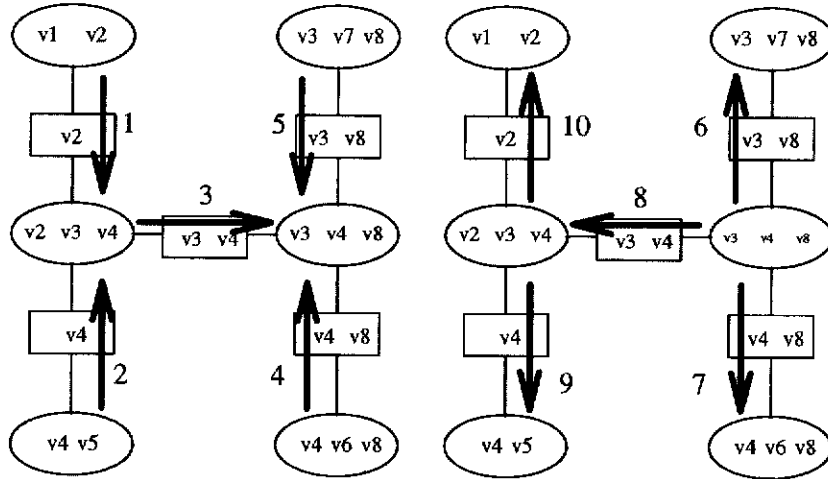 v1 v2
v3 v7 v8
v1 v2
v3 v7 v8
1
5
10
6
v2
v3 v8
v2
v3 v8
3
8
v2 v3 v4
v3 v4
v3 v4 v8
v2 v3 v4
v3 v4
v3 v4 v8
v4
v4 v8
v4
v4 v8
2
4
9
7
v4 v5
v4 v6 v8
v4 v5
v4 v6 v8